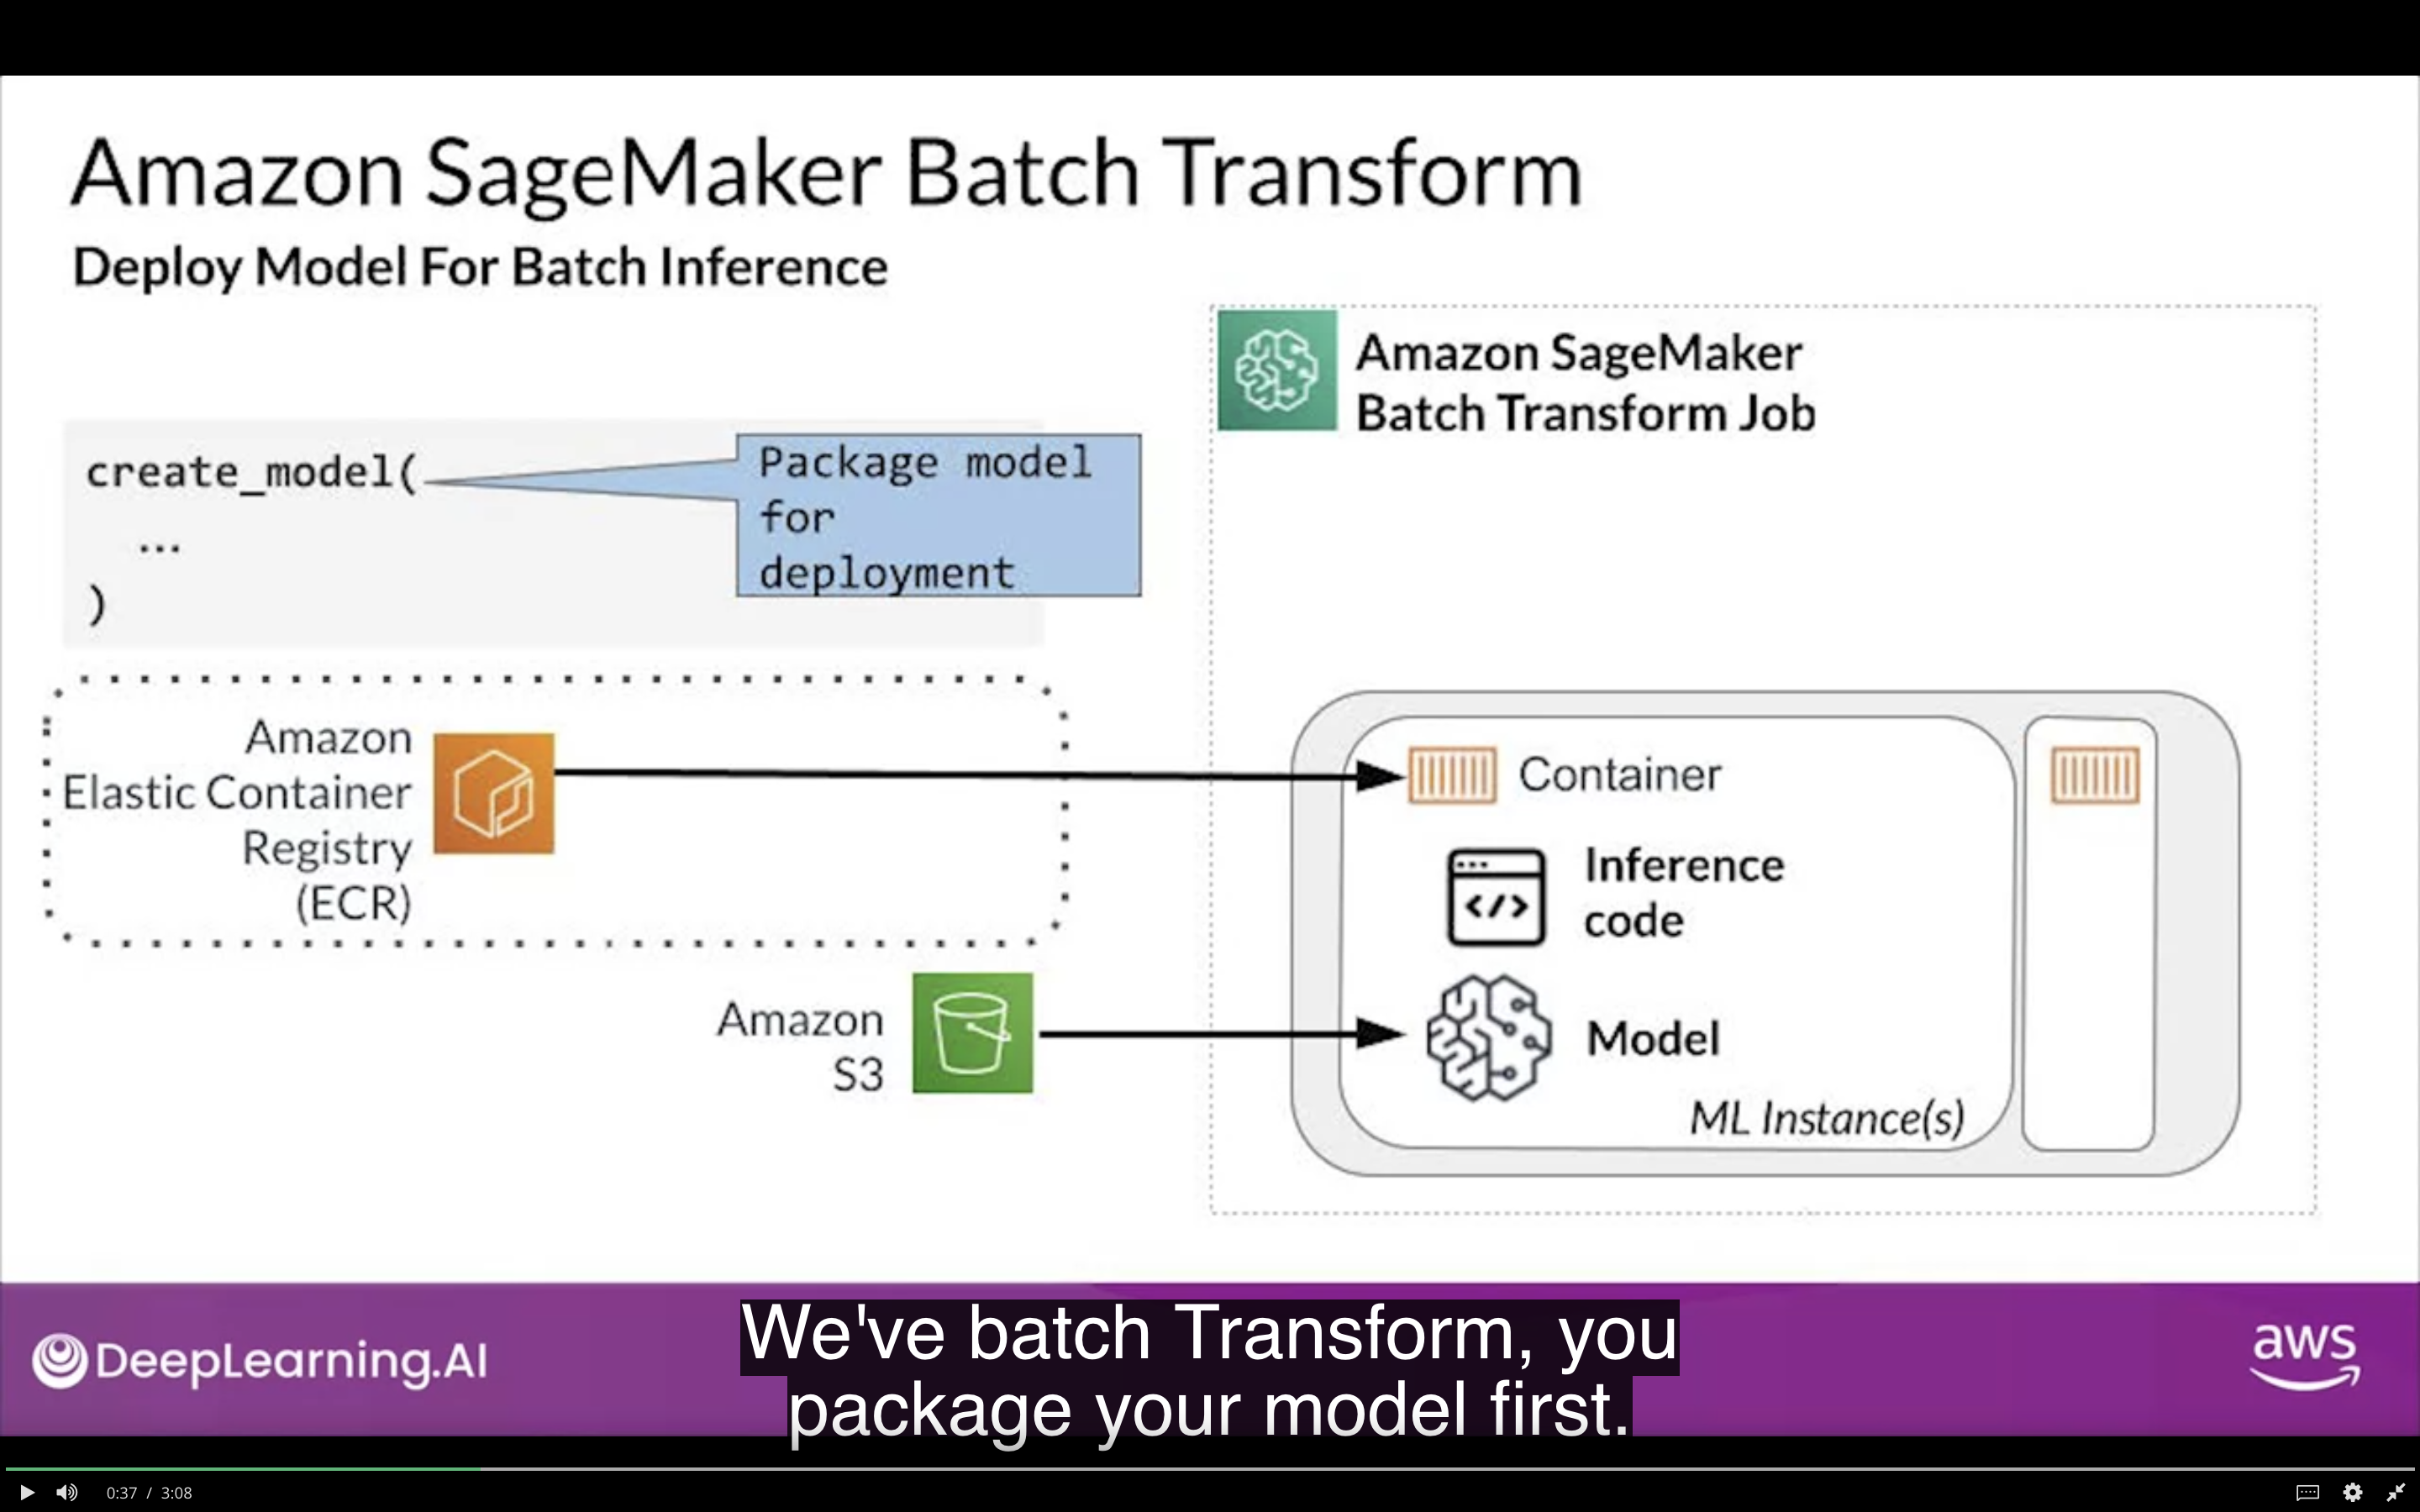 Amazon SageMaker Batch Transform
Deploy Model For Batch Inference
create_model(
...
)
Package model
for
deployment
Amazon SageMaker
Batch Transform Job
Amazon
Elastic Container
Registry
(ECR)
Container
Inference
code
Amazon
S3
Model
ML Instance(s)
DeepLearning.AI
We've batch Transform, you
package your model first.
aws
0:37 / 3:08